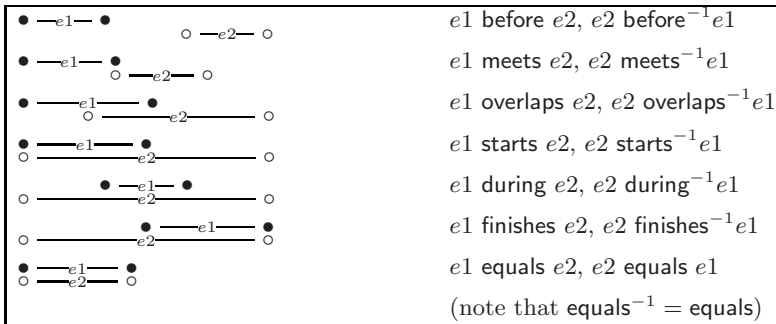 e1 e1 before e2, e2 before⁻¹e1
e2
e1 e1 meets e2, e2 meets⁻¹e1
e2
e1 e1 overlaps e2, e2 overlaps⁻¹e1
e2
e1 e1 starts e2, e2 starts⁻¹e1
e2
e1 e1 during e2, e2 during⁻¹e1
e2
e1 e1 finishes e2, e2 finishes⁻¹e1
e2
e1 e1 equals e2, e2 equals e1
e2
(note that equals⁻¹ = equals)